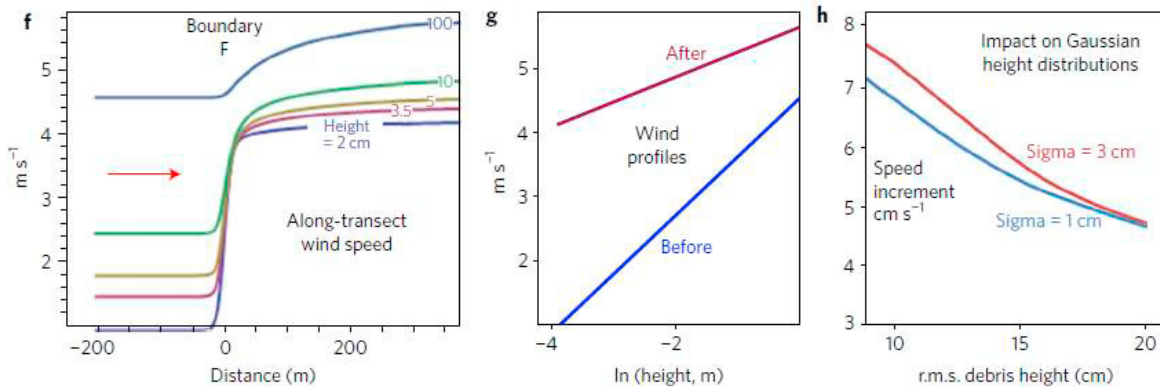 f
Boundary
F
100
10
5
3.5
Height
= 2 cm
Along-transect
wind speed
m s−1
5
4
3
2
−200
0
200
Distance (m)
g
After
Wind
profiles
Before
m s−1
5
4
3
2
−4
−2
ln (height, m)
h
Impact on Gaussian
height distributions
Sigma = 3 cm
Speed
increment
cm s−1
Sigma = 1 cm
8
7
6
5
4
3
10
15
20
r.m.s. debris height (cm)